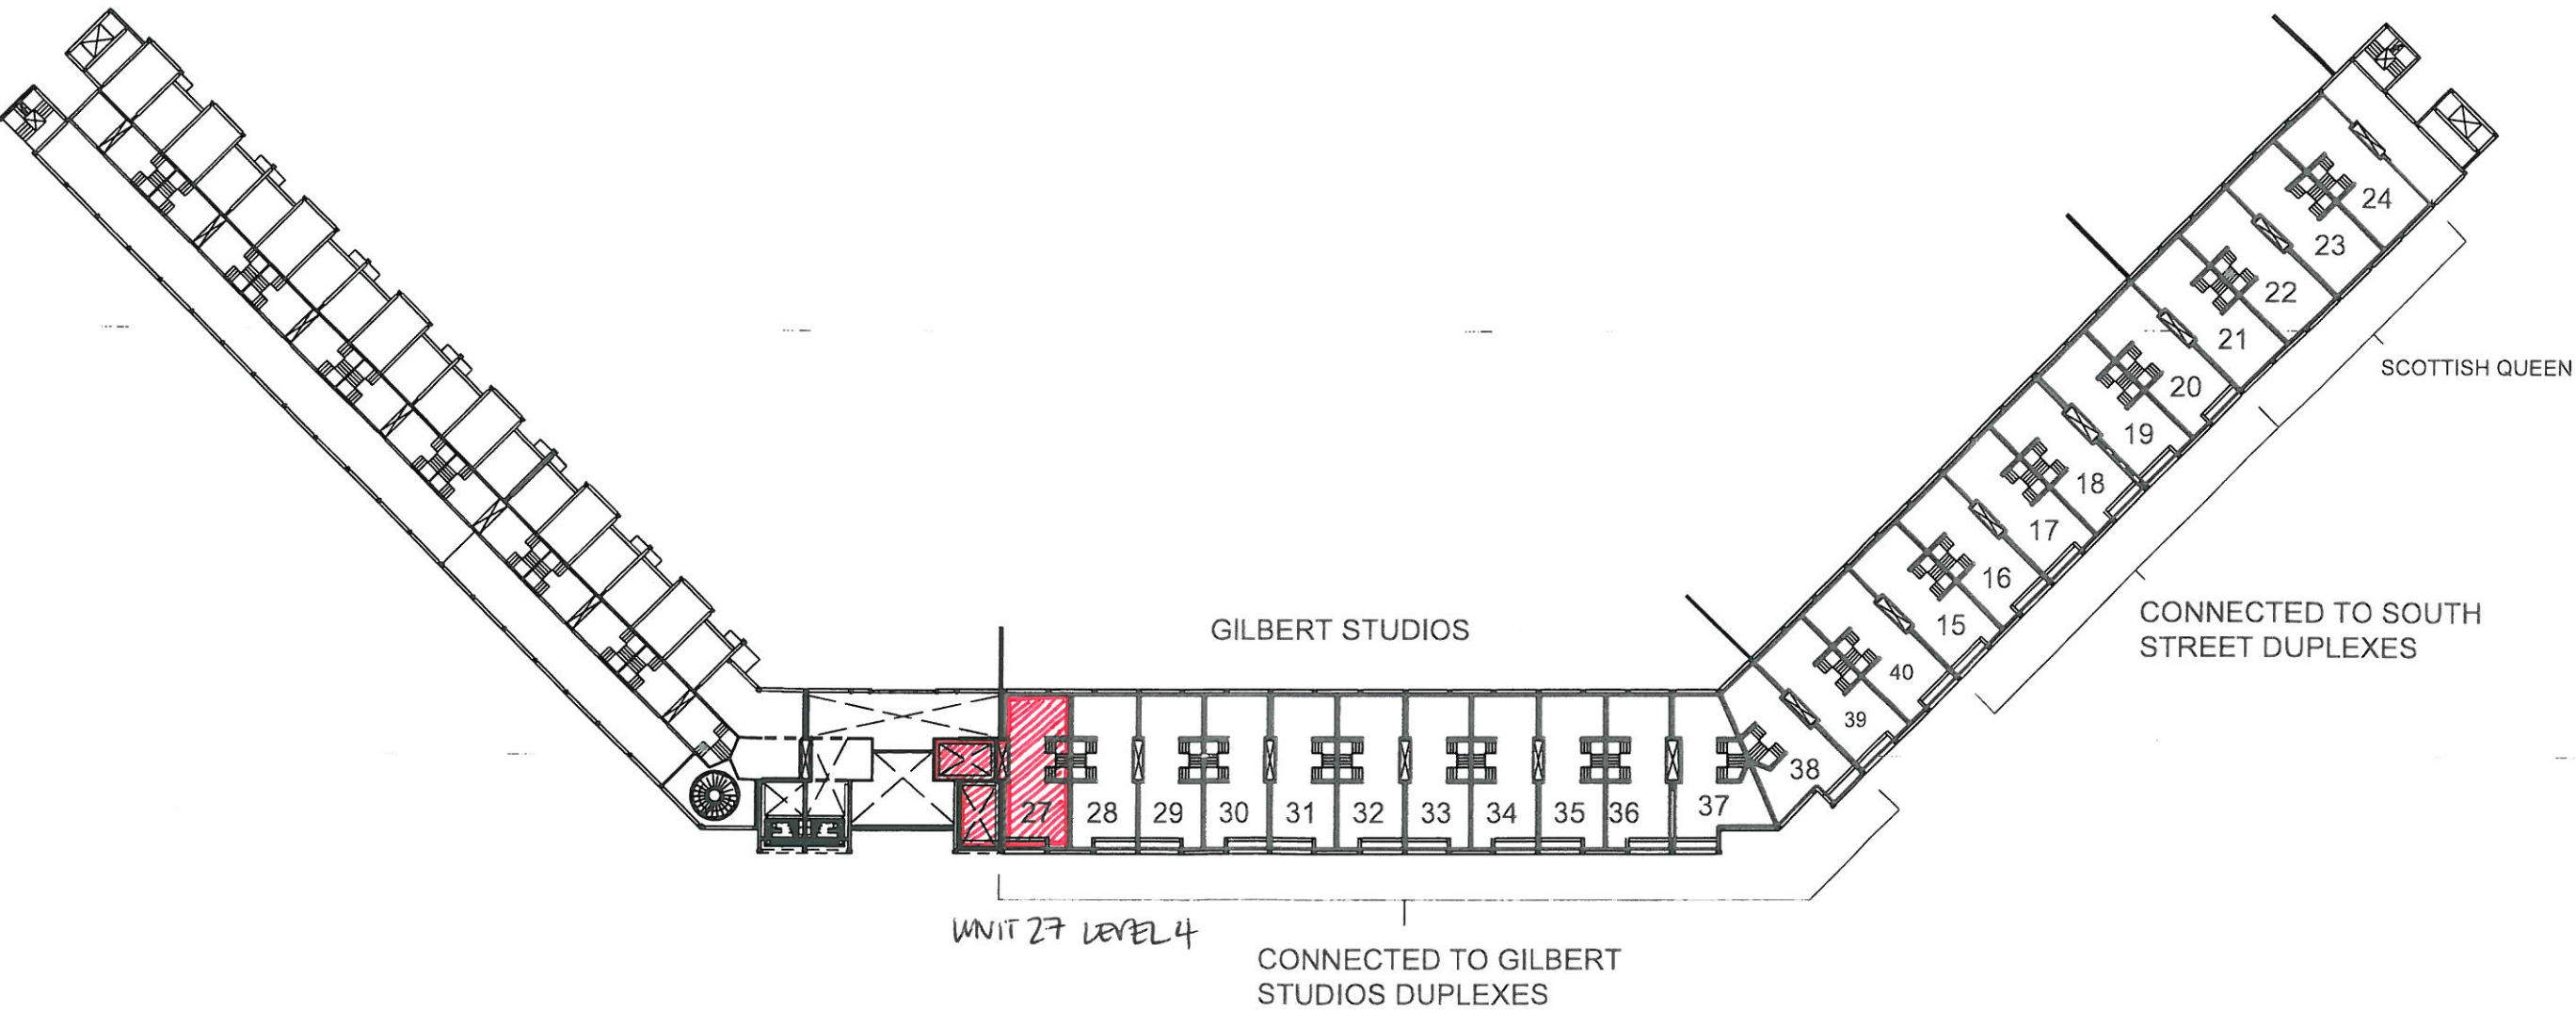 24
23
22
21
SCOTTISH QUEEN
20
19
18
17
16
CONNECTED TO SOUTH
STREET DUPLEXES
15
GILBERT STUDIOS
40
39
38
27 28 29 30 31 32 33 34 35 36 37
UNIT 27 LEVEL 4
CONNECTED TO GILBERT
STUDIOS DUPLEXES